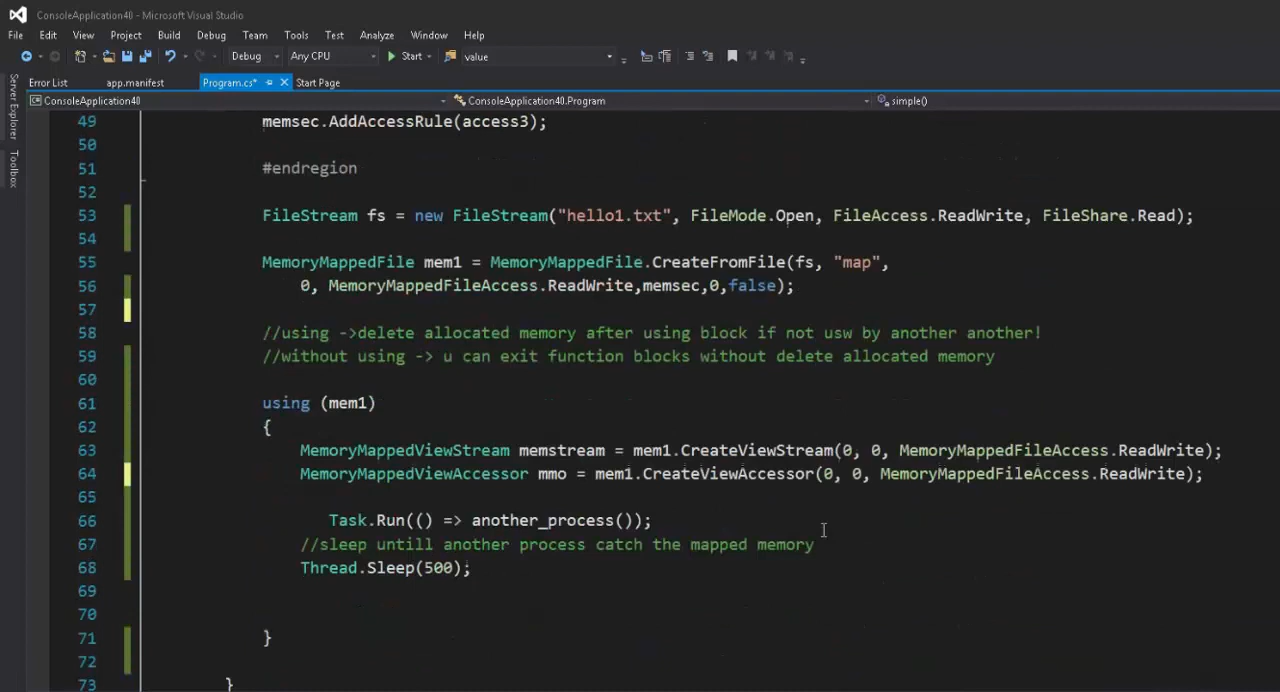 ConsoleApplication40 - Microsoft Visual Studio
File Edit View Project Build Debug Team Tools Test Analyze Window Help
Debug Any CPU Start value
Error List app.manifest Program.cs* Start Page
ConsoleApplication40 ConsoleApplication40.Program simple()
Server Explorer
Toolbox
49 memsec.AddAccessRule(access3);
50
51 #endregion
52
53 FileStream fs = new FileStream("hello1.txt", FileMode.Open, FileAccess.ReadWrite, FileShare.Read);
54
55 MemoryMappedFile mem1 = MemoryMappedFile.CreateFromFile(fs, "map",
56 0, MemoryMappedFileAccess.ReadWrite,memsec,0,false);
57
58 //using ->delete allocated memory after using block if not usw by another another!
59 //without using -> u can exit function blocks without delete allocated memory
60
61 using (mem1)
62 {
63 MemoryMappedViewStream memstream = mem1.CreateViewStream(0, 0, MemoryMappedFileAccess.ReadWrite);
64 MemoryMappedViewAccessor mmo = mem1.CreateViewAccessor(0, 0, MemoryMappedFileAccess.ReadWrite);
65
66 Task.Run(() => another_process());
67 //sleep untill another process catch the mapped memory
68 Thread.Sleep(500);
69
70
71 }
72
73 }